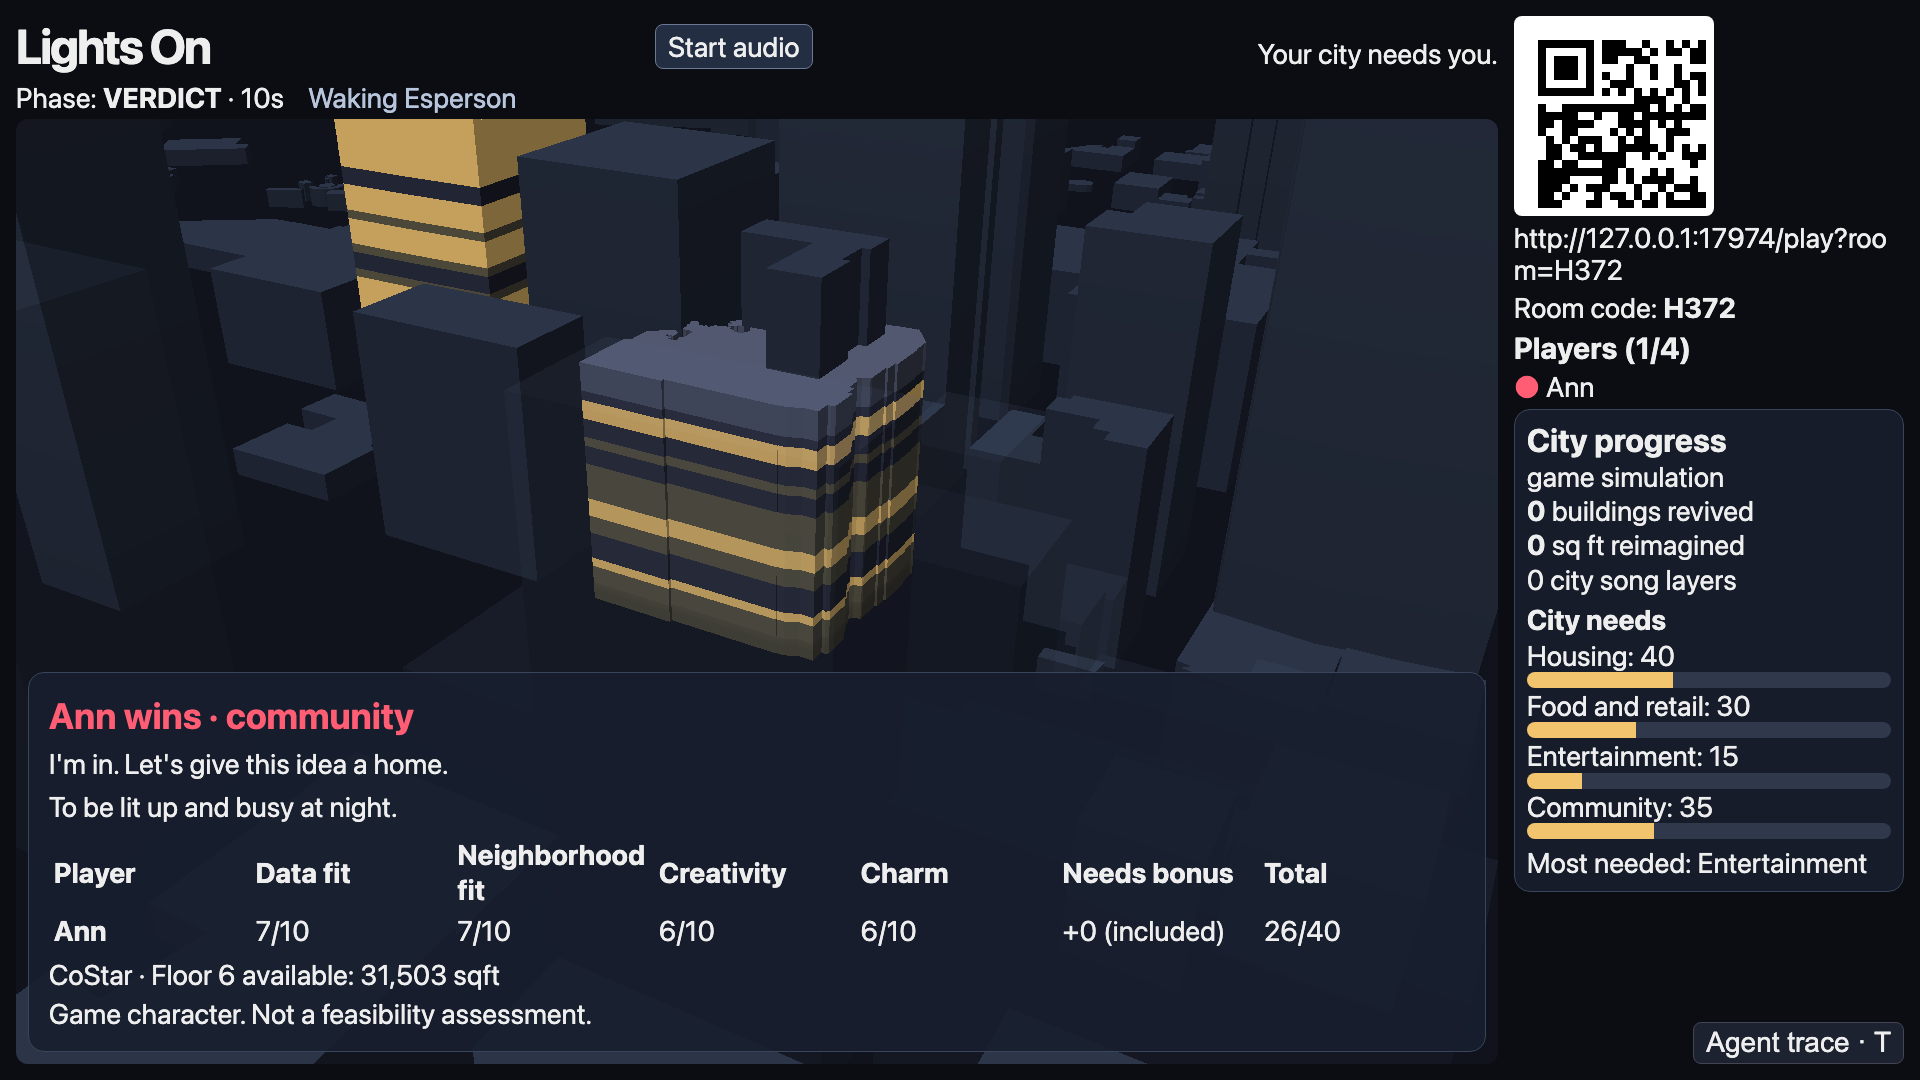 Lights On
Start audio
Your city needs you.
Phase: VERDICT · 10s Waking Esperson
http://127.0.0.1:17974/play?roo
m=H372
Room code: H372
Players (1/4)
Ann
City progress
game simulation
0 buildings revived
0 sq ft reimagined
0 city song layers
City needs
Housing: 40
Food and retail: 30
Entertainment: 15
Community: 35
Most needed: Entertainment
Ann wins · community
I'm in. Let's give this idea a home.
To be lit up and busy at night.
Player Data fit Neighborhood fit Creativity Charm Needs bonus Total
Ann 7/10 7/10 6/10 6/10 +0 (included) 26/40
CoStar · Floor 6 available: 31,503 sqft
Game character. Not a feasibility assessment.
Agent trace · T